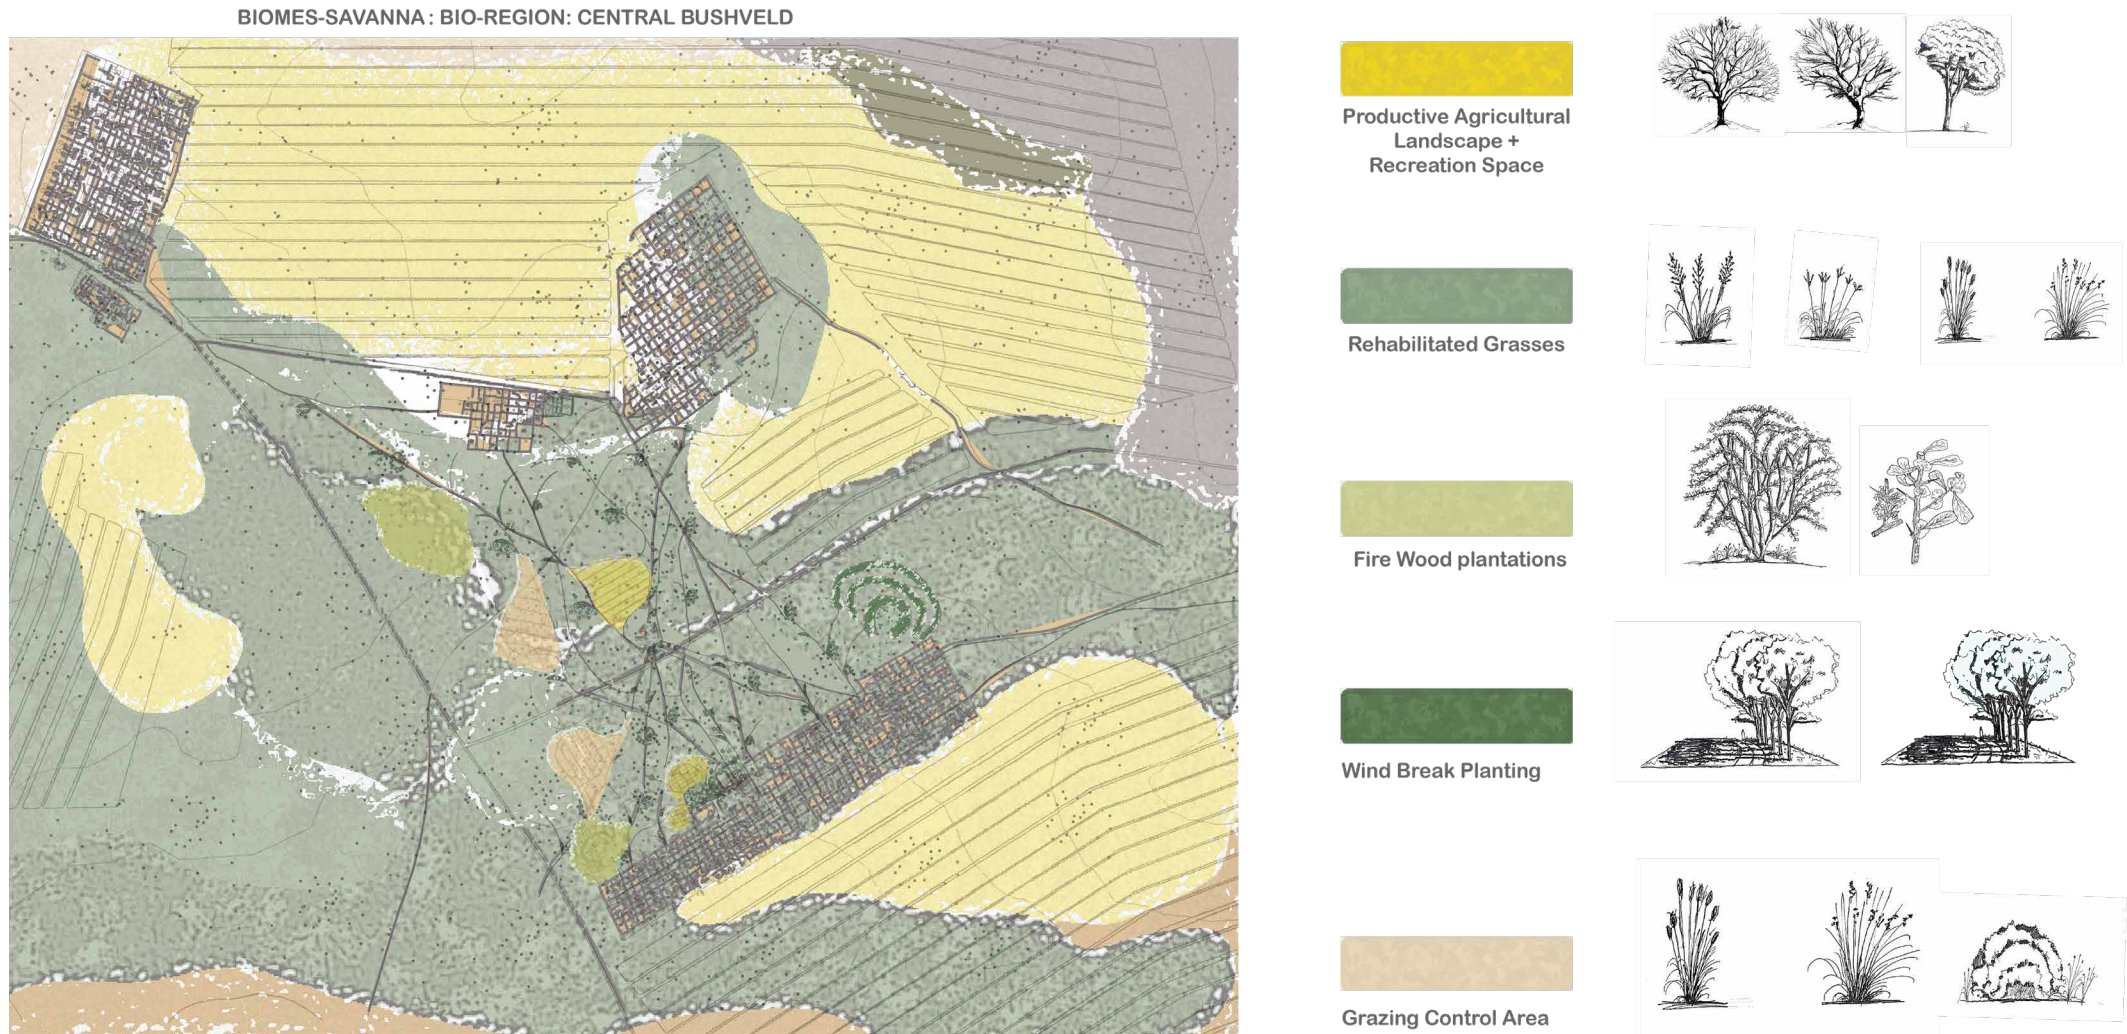 BIOMES-SAVANNA : BIO-REGION: CENTRAL BUSHVELD
Productive Agricultural
Landscape +
Recreation Space
Rehabilitated Grasses
Fire Wood plantations
Wind Break Planting
Grazing Control Area